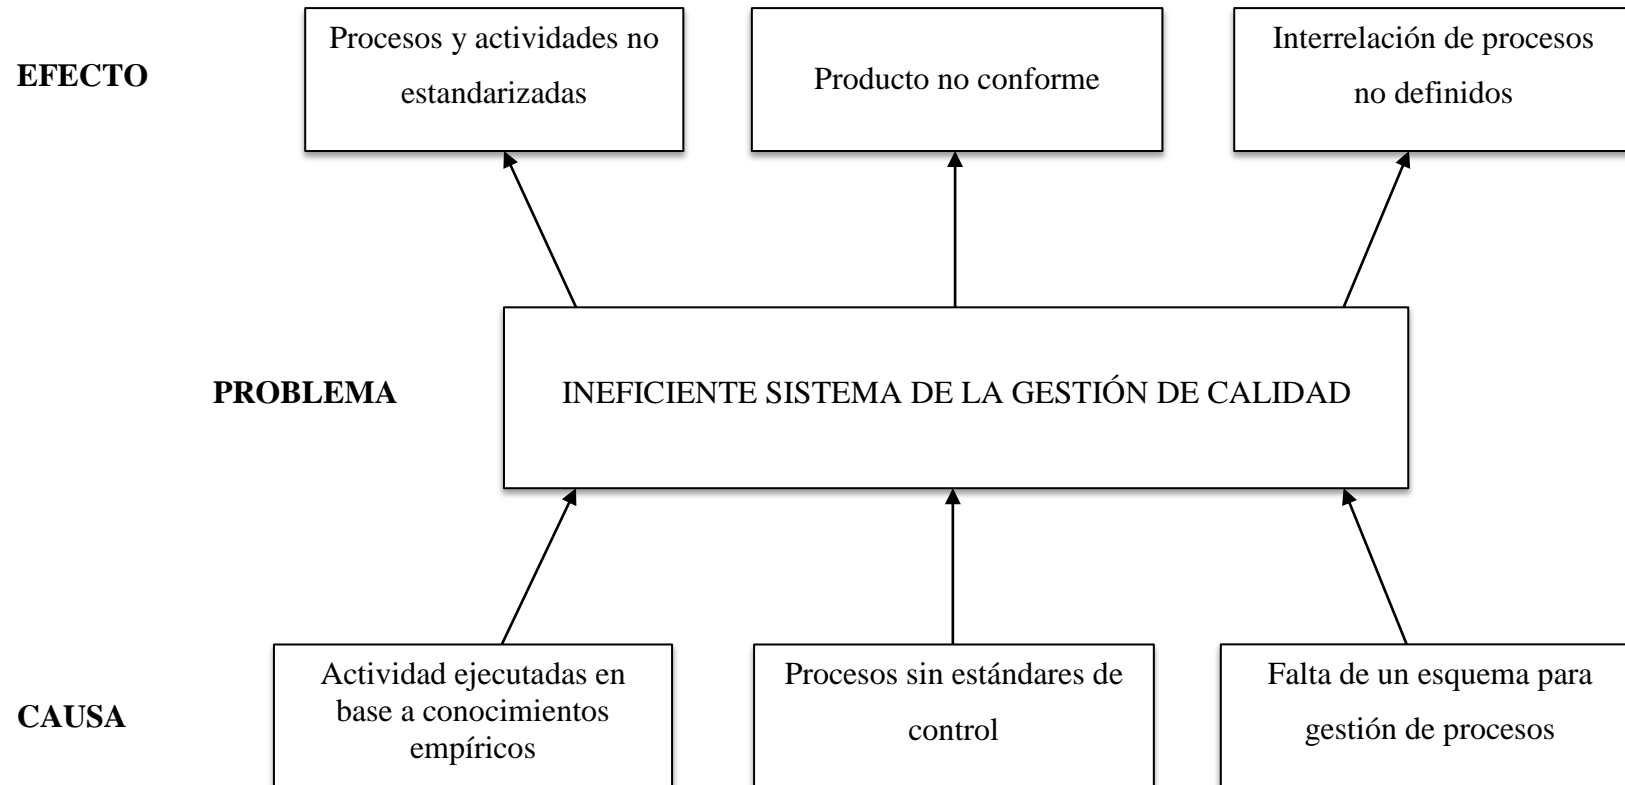 EFECTO
Procesos y actividades no
estandarizadas
Producto no conforme
Interrelación de procesos
no definidos
PROBLEMA
INEFICIENTE SISTEMA DE LA GESTIÓN DE CALIDAD
CAUSA
Actividad ejecutadas en
base a conocimientos
empíricos
Procesos sin estándares de
control
Falta de un esquema para
gestión de procesos